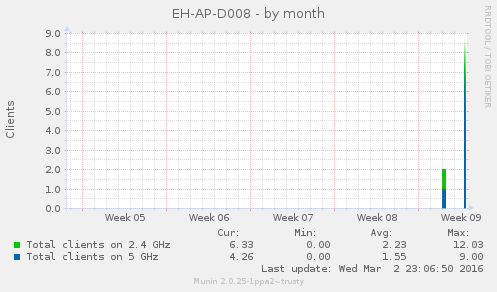 EH-AP-D008 - by month
RRDTOOL / TOBI OETIKER
Clients
9.0
8.0
7.0
6.0
5.0
4.0
3.0
2.0
1.0
0.0
Week 05 Week 06 Week 07 Week 08 Week 09
Cur: Min: Avg: Max:
Total clients on 2.4 GHz 6.33 0.00 2.23 12.03
Total clients on 5 GHz 4.26 0.00 1.55 9.00
Last update: Wed Mar 2 23:06:50 2016
Munin 2.0.25-1ppa2~trusty